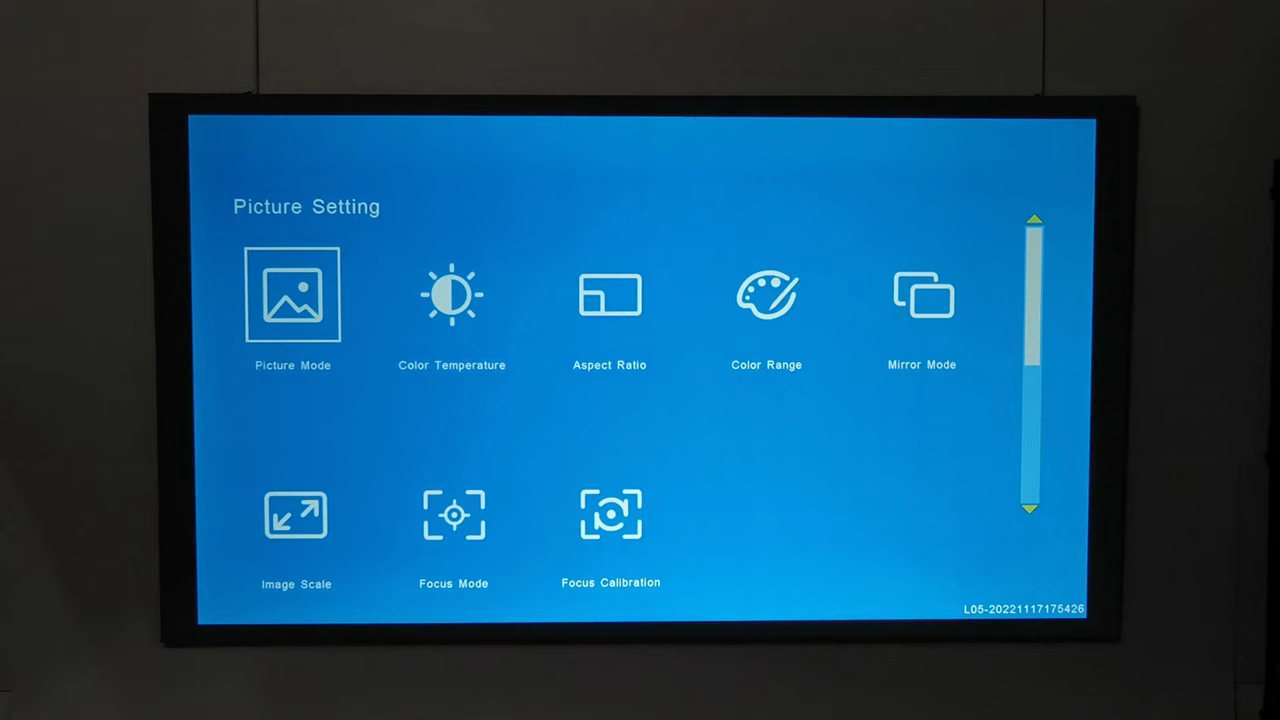 Picture Setting
Picture Mode
Color Temperature
Aspect Ratio
Color Range
Mirror Mode
Image Scale
Focus Mode
Focus Calibration
L05-20221117175426